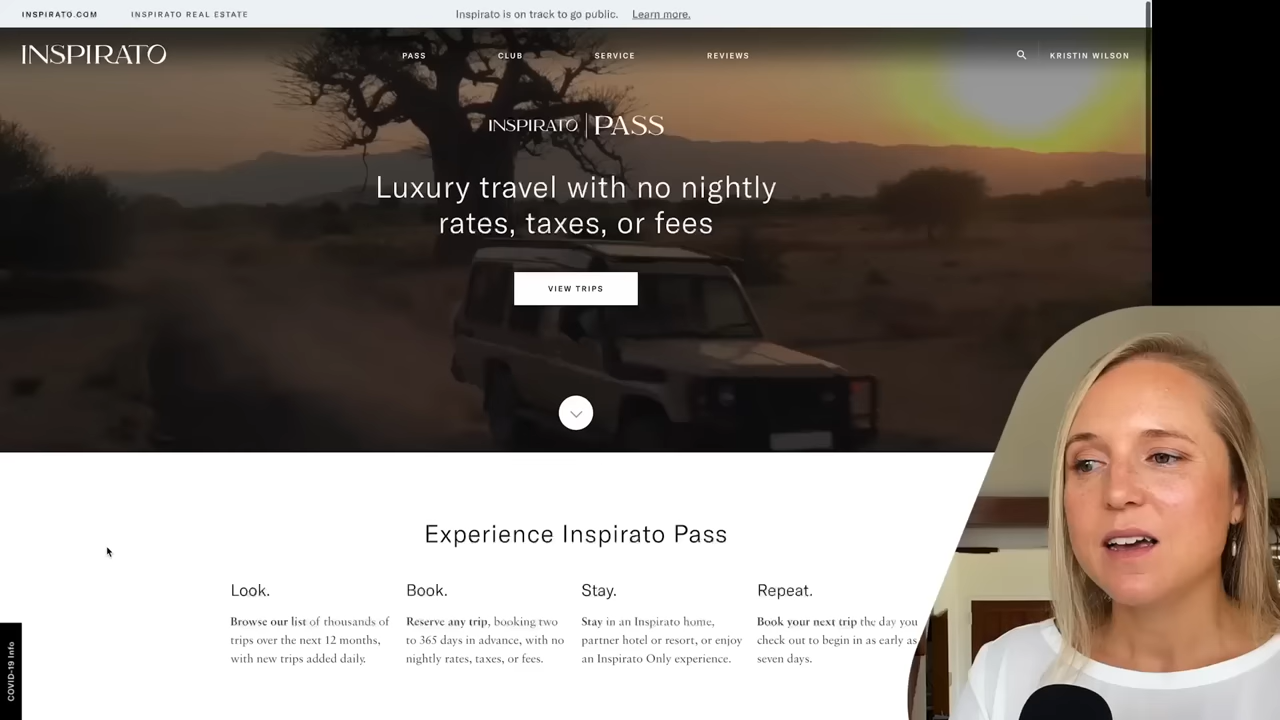 INSPIRATO.COM
INSPIRATO REAL ESTATE
Inspirato is on track to go public. Learn more.
INSPIRATO
PASS
CLUB
SERVICE
REVIEWS
KRISTIN WILSON
INSPIRATO | PASS
Luxury travel with no nightly
rates, taxes, or fees
VIEW TRIPS
Experience Inspirato Pass
Look.
Browse our list of thousands of
trips over the next 12 months,
with new trips added daily.
Book.
Reserve any trip, booking two
to 365 days in advance, with no
nightly rates, taxes, or fees.
Stay.
Stay in an Inspirato home,
partner hotel or resort, or enjoy
an Inspirato Only experience.
Repeat.
Book your next trip the day you
check out to begin in as early as
seven days.
COVID-19 Info